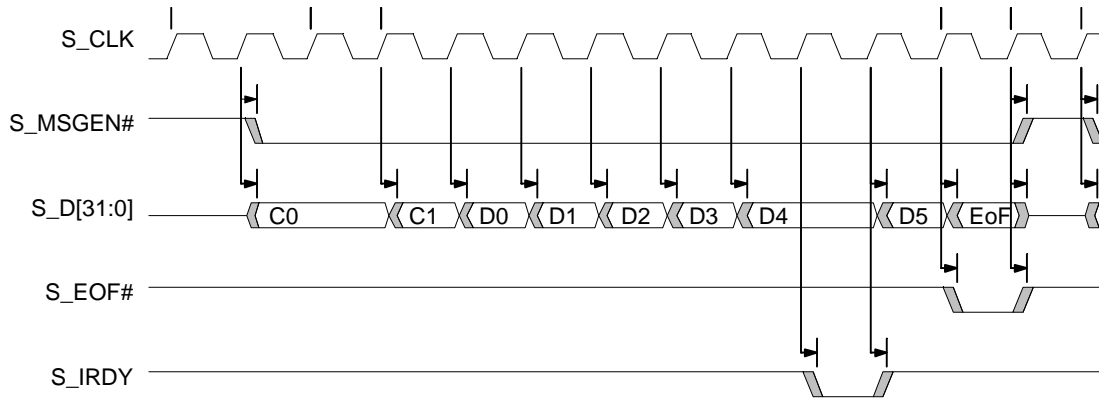 S_CLK
S_MSGEN#
S_D[31:0] C0 C1 D0 D1 D2 D3 D4 D5 EoF
S_EOF#
S_IRDY